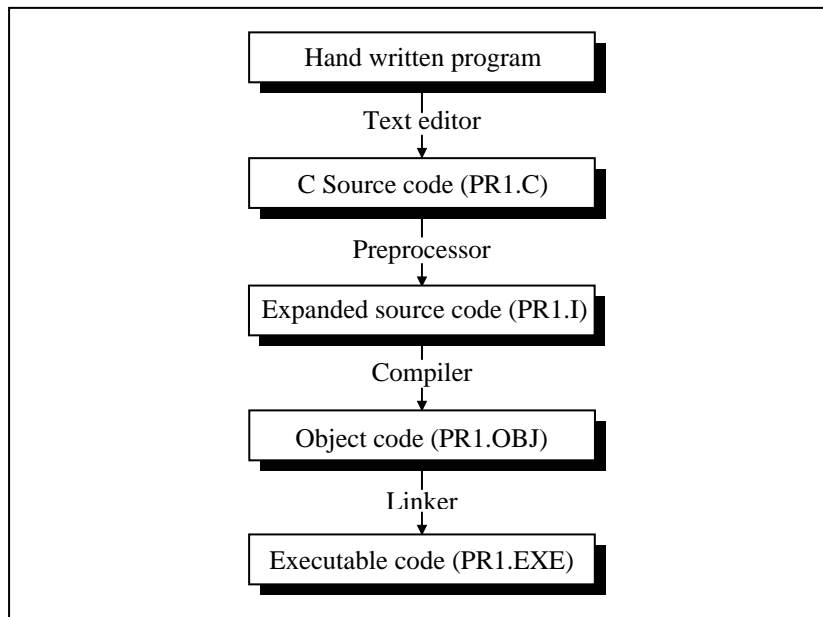 Hand written program
Text editor
C Source code (PR1.C)
Preprocessor
Expanded source code (PR1.I)
Compiler
Object code (PR1.OBJ)
Linker
Executable code (PR1.EXE)